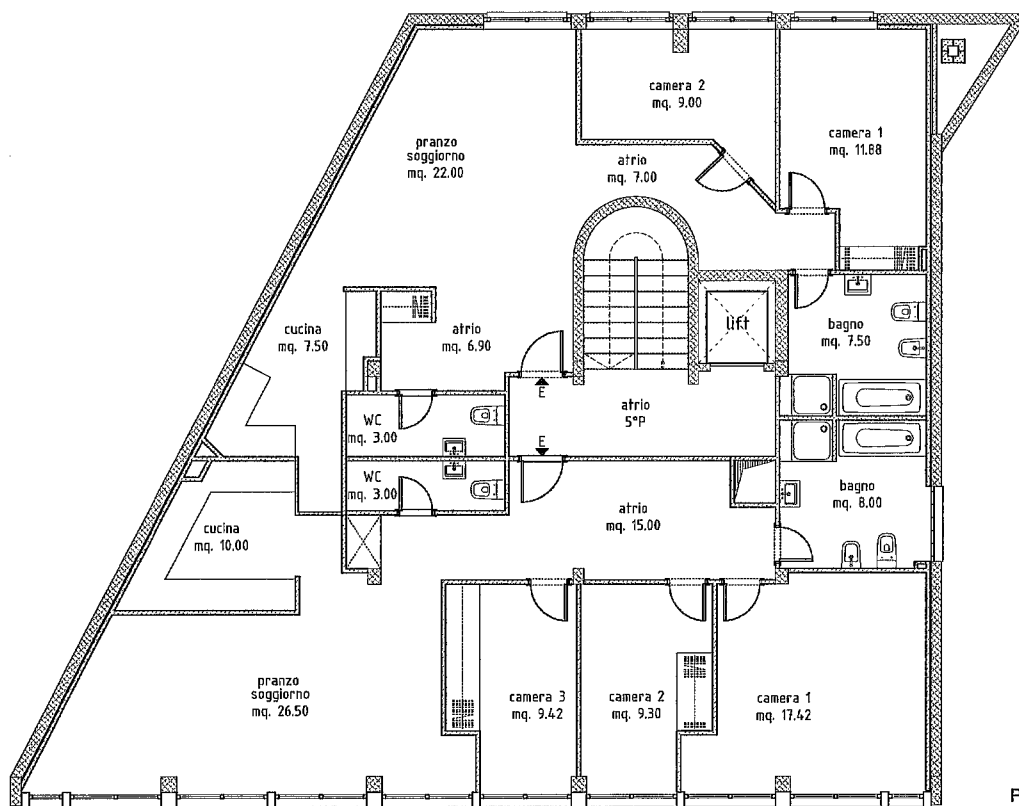 camera 2
mq. 9.00
camera 1
mq. 11.88
pranzo
soggiorno
mq. 22.00
atrio
mq. 7.00
lift
cucina
mq. 7.50
atrio
mq. 6.90
bagno
mq. 7.50
E
atrio
5°P
WC
mq. 3.00
E
WC
mq. 3.00
bagno
mq. 8.00
cucina
mq. 10.00
atrio
mq. 15.00
pranzo
soggiorno
mq. 26.50
camera 3
mq. 9.42
camera 2
mq. 9.30
camera 1
mq. 17.42
P